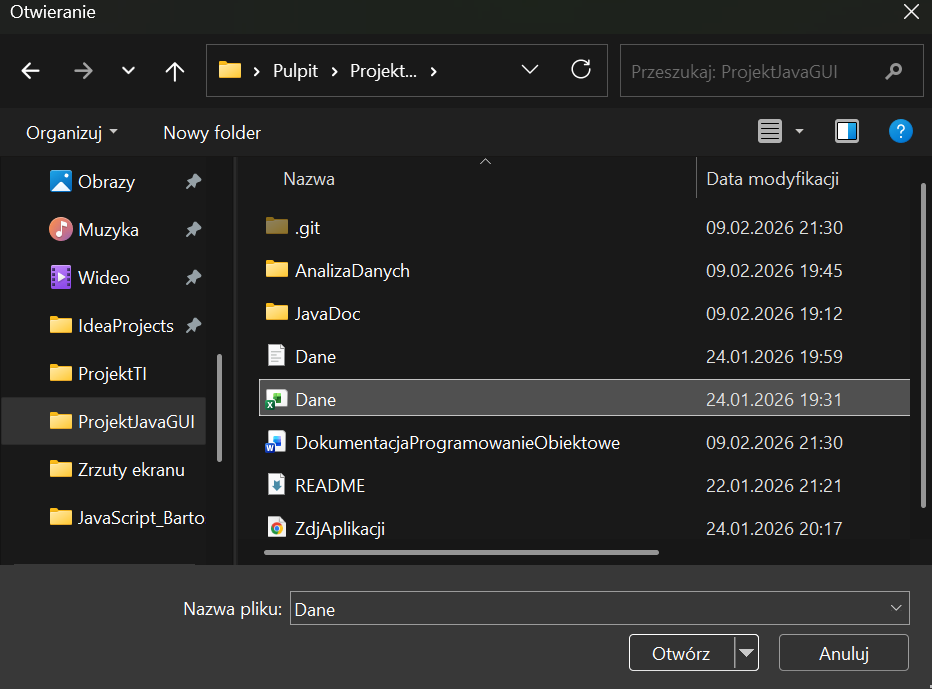 Otwieranie
Pulpit Projekt...
Przeszukaj: ProjektJavaGUI
Organizuj Nowy folder
?
Obrazy
Muzyka
Wideo
IdeaProjects
ProjektTI
ProjektJavaGUI
Zrzuty ekranu
JavaScript_Barto
Nazwa Data modyfikacji
.git 09.02.2026 21:30
AnalizaDanych 09.02.2026 19:45
JavaDoc 09.02.2026 19:12
Dane 24.01.2026 19:59
Dane 24.01.2026 19:31
DokumentacjaProgramowanieObiektowe 09.02.2026 21:30
README 22.01.2026 21:21
ZdjAplikacji 24.01.2026 20:17
Nazwa pliku: Dane
Otwórz Anuluj